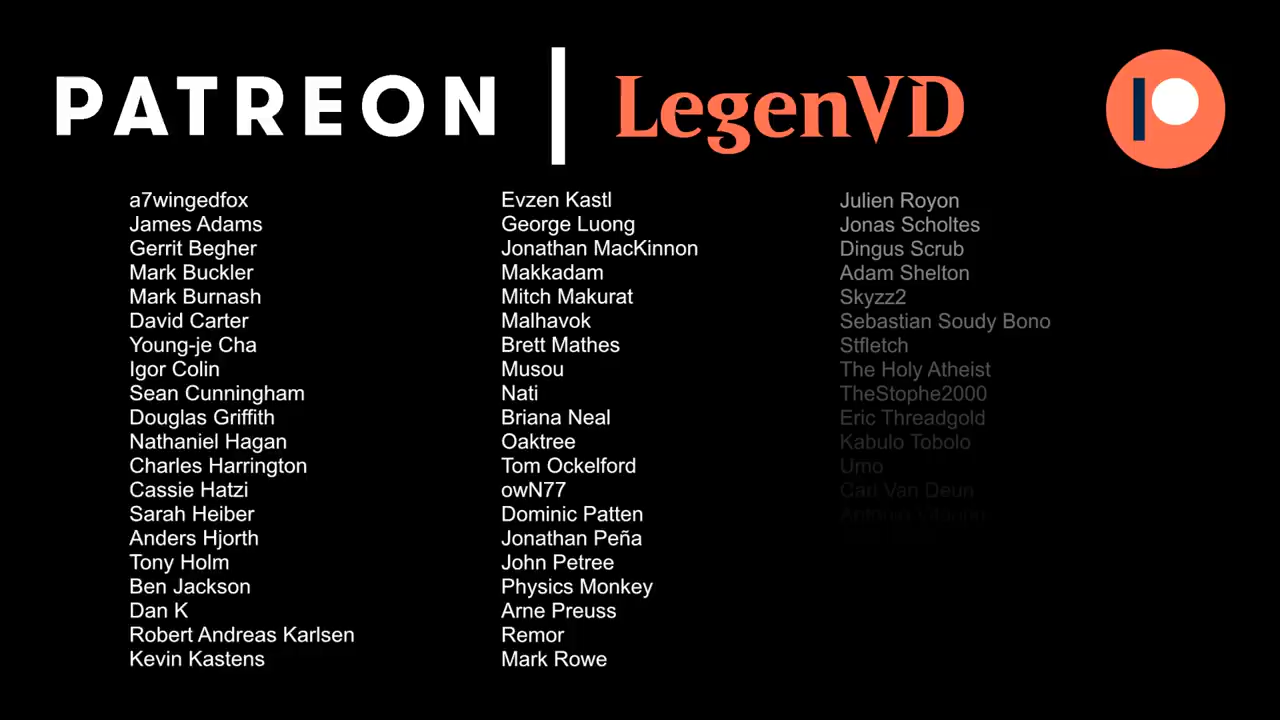 PATREON | LegenVD
a7wingedfox
James Adams
Gerrit Begher
Mark Buckler
Mark Burnash
David Carter
Young-je Cha
Igor Colin
Sean Cunningham
Douglas Griffith
Nathaniel Hagan
Charles Harrington
Cassie Hatzi
Sarah Heiber
Anders Hjorth
Tony Holm
Ben Jackson
Dan K
Robert Andreas Karlsen
Kevin Kastens
Evzen Kastl
George Luong
Jonathan MacKinnon
Makkadam
Mitch Makurat
Malhavok
Brett Mathes
Musou
Nati
Briana Neal
Oaktree
Tom Ockelford
owN77
Dominic Patten
Jonathan Peña
John Petree
Physics Monkey
Arne Preuss
Remor
Mark Rowe
Julien Royon
Jonas Scholtes
Dingus Scrub
Adam Shelton
Skyzz2
Sebastian Soudy Bono
Stfletch
The Holy Atheist
TheStophe2000
Eric Threadgold
Kabulo Tobolo
Umo
Carl Van Deun